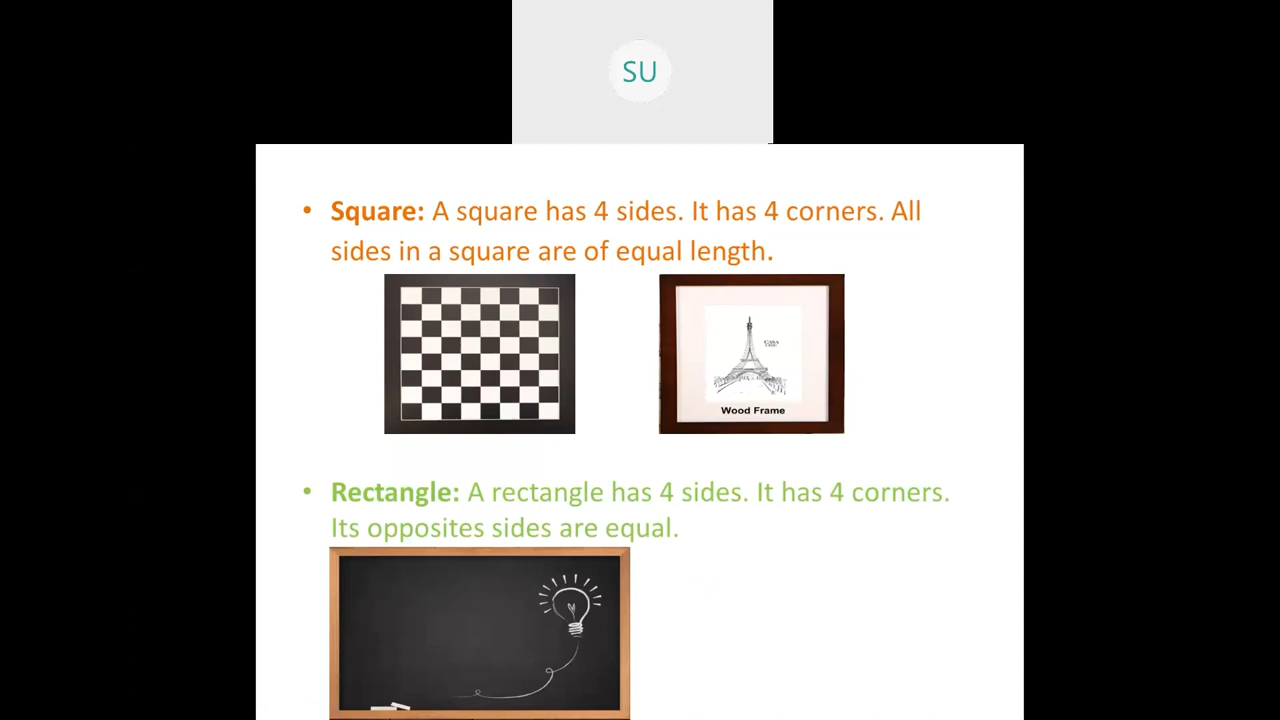 SU
• Square: A square has 4 sides. It has 4 corners. All
sides in a square are of equal length.
Wood Frame
• Rectangle: A rectangle has 4 sides. It has 4 corners.
Its opposites sides are equal.